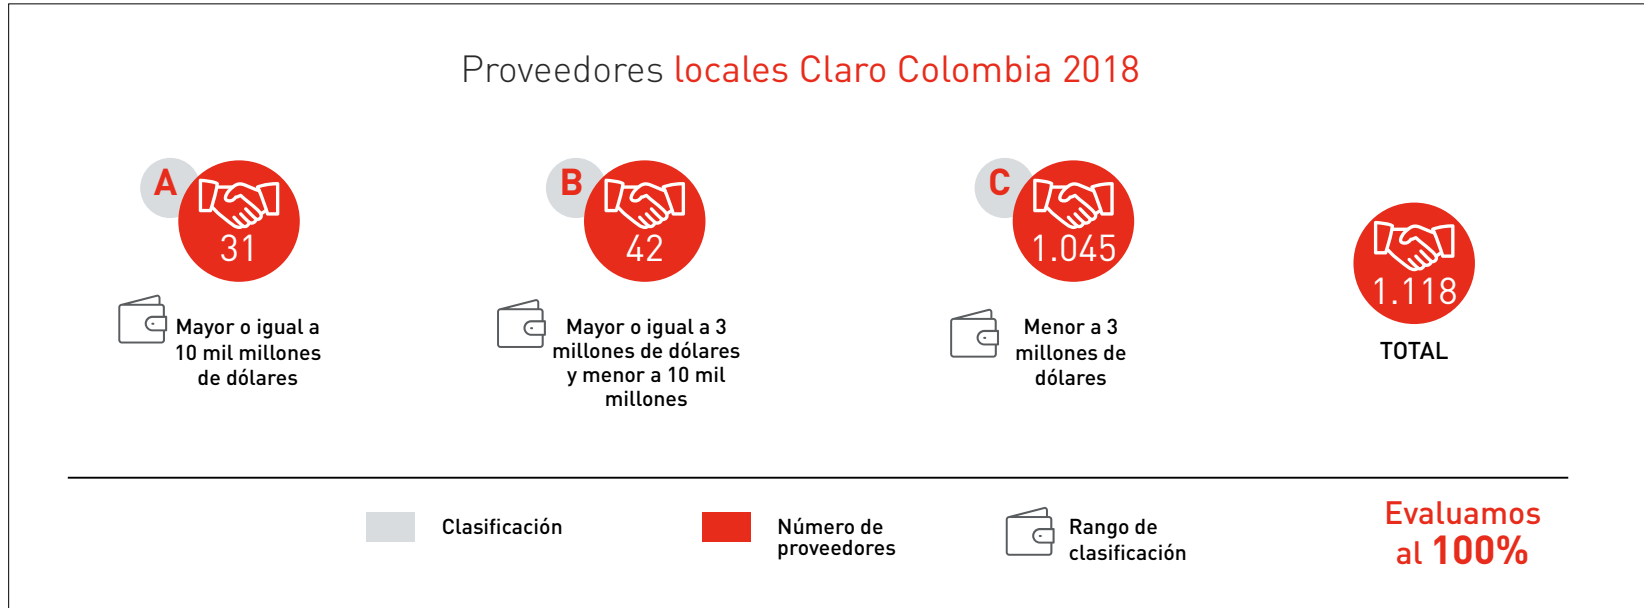 Proveedores locales Claro Colombia 2018
A
31
Mayor o igual a
10 mil millones
de dólares
B
42
Mayor o igual a 3
millones de dólares
y menor a 10 mil
millones
C
1.045
Menor a 3
millones de
dólares
1.118
TOTAL
Clasificación
Número de
proveedores
Rango de
clasificación
Evaluamos
al 100%